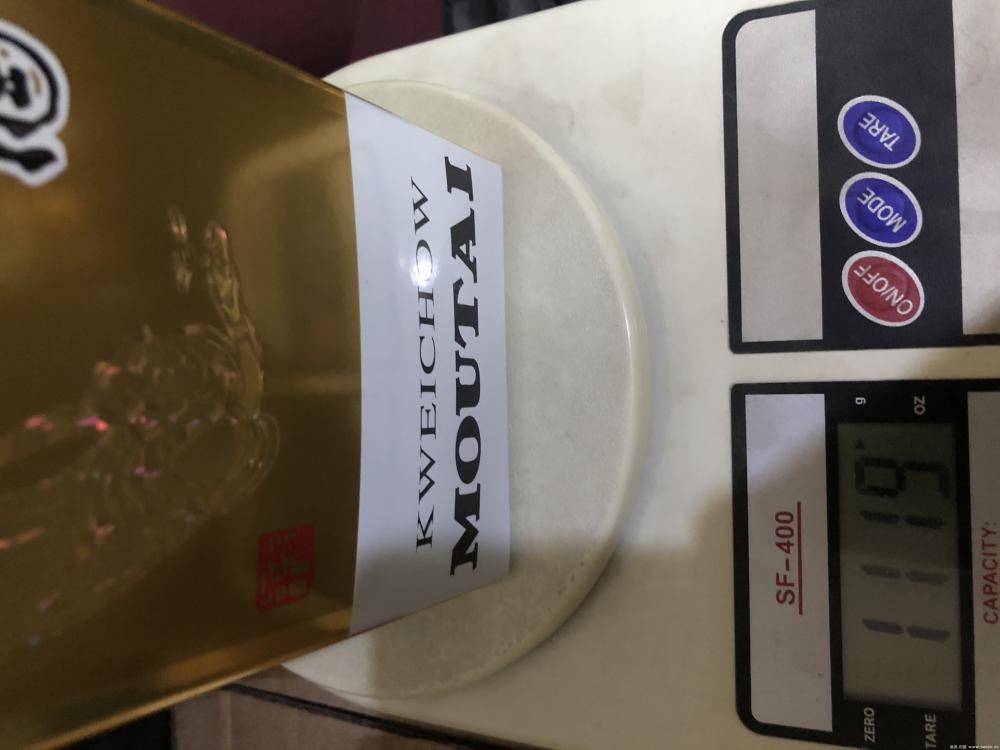 KWEICHOW
MOUTAI
TARE
MODE
ON/OFF
SF-400
g
OZ
1119
ZERO
TARE
CAPACITY: